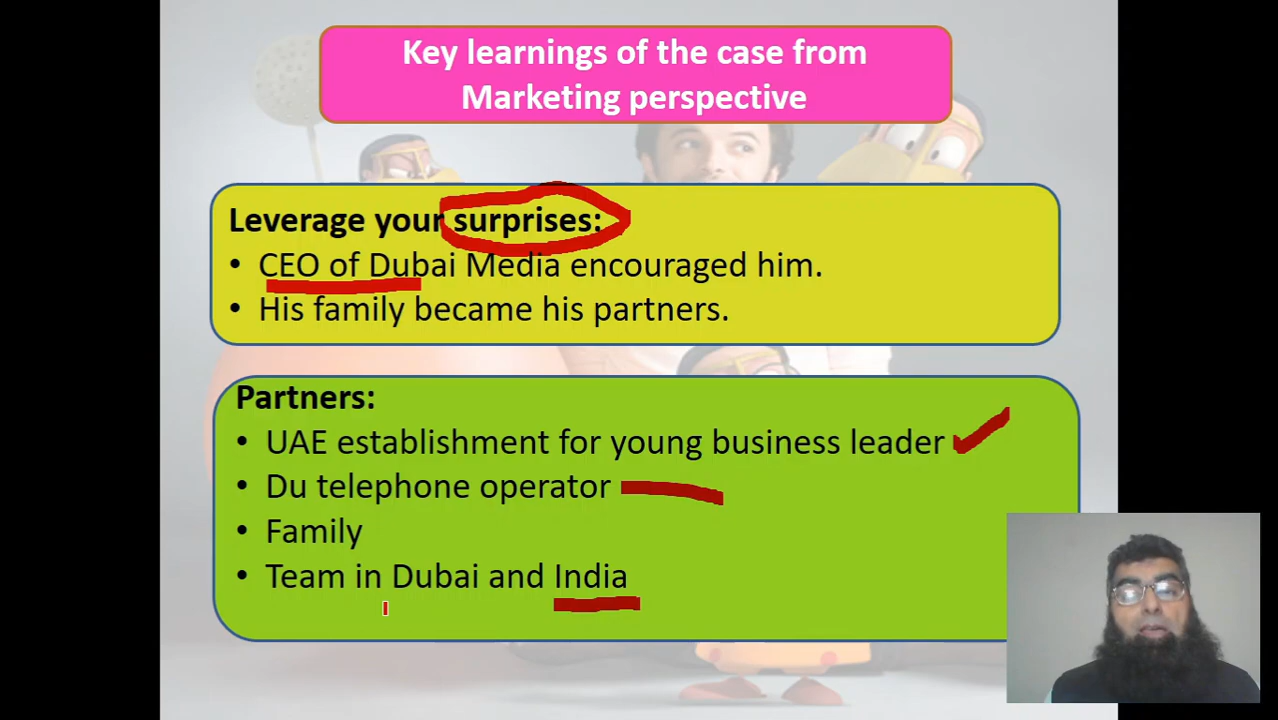 Key learnings of the case from
Marketing perspective
Leverage your surprises:
• CEO of Dubai Media encouraged him.
• His family became his partners.
Partners:
• UAE establishment for young business leader
• Du telephone operator
• Family
• Team in Dubai and India